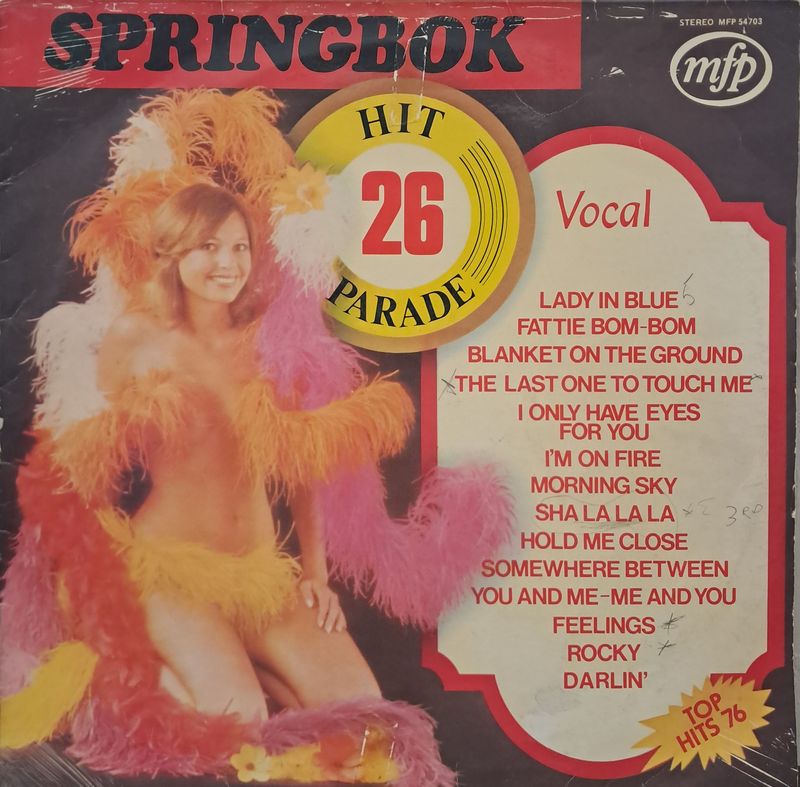 SPRINGBOK
STEREO MFP 54703
mfp
HIT
26
PARADE
Vocal
LADY IN BLUE
FATTIE BOM-BOM
BLANKET ON THE GROUND
THE LAST ONE TO TOUCH ME
I ONLY HAVE EYES
FOR YOU
I'M ON FIRE
MORNING SKY
SHA LA LA LA 3RD
HOLD ME CLOSE
SOMEWHERE BETWEEN
YOU AND ME-ME AND YOU
FEELINGS
ROCKY
DARLIN'
TOP
HITS '76